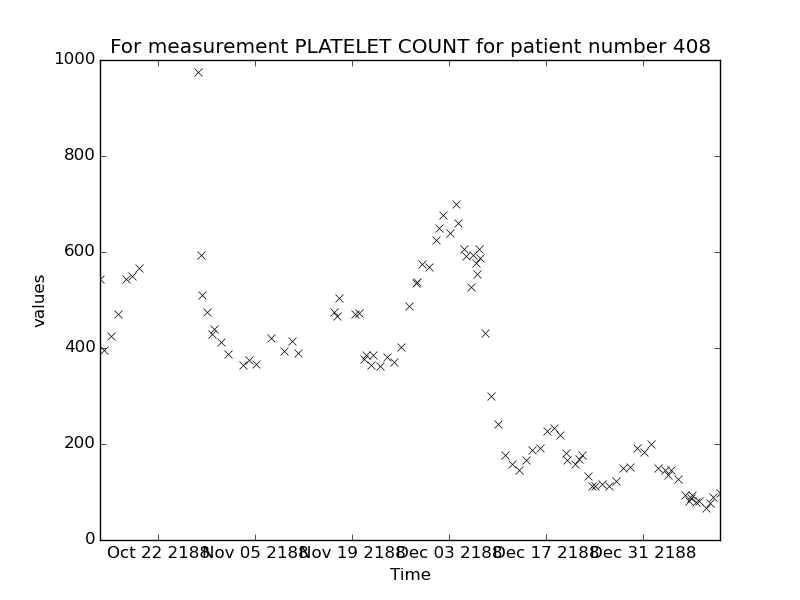 For measurement PLATELET COUNT for patient number 408
1000
800
600
400
200
0
values
Oct 22 2188 Nov 05 2188 Nov 19 2188 Dec 03 2188 Dec 17 2188 Dec 31 2188
Time